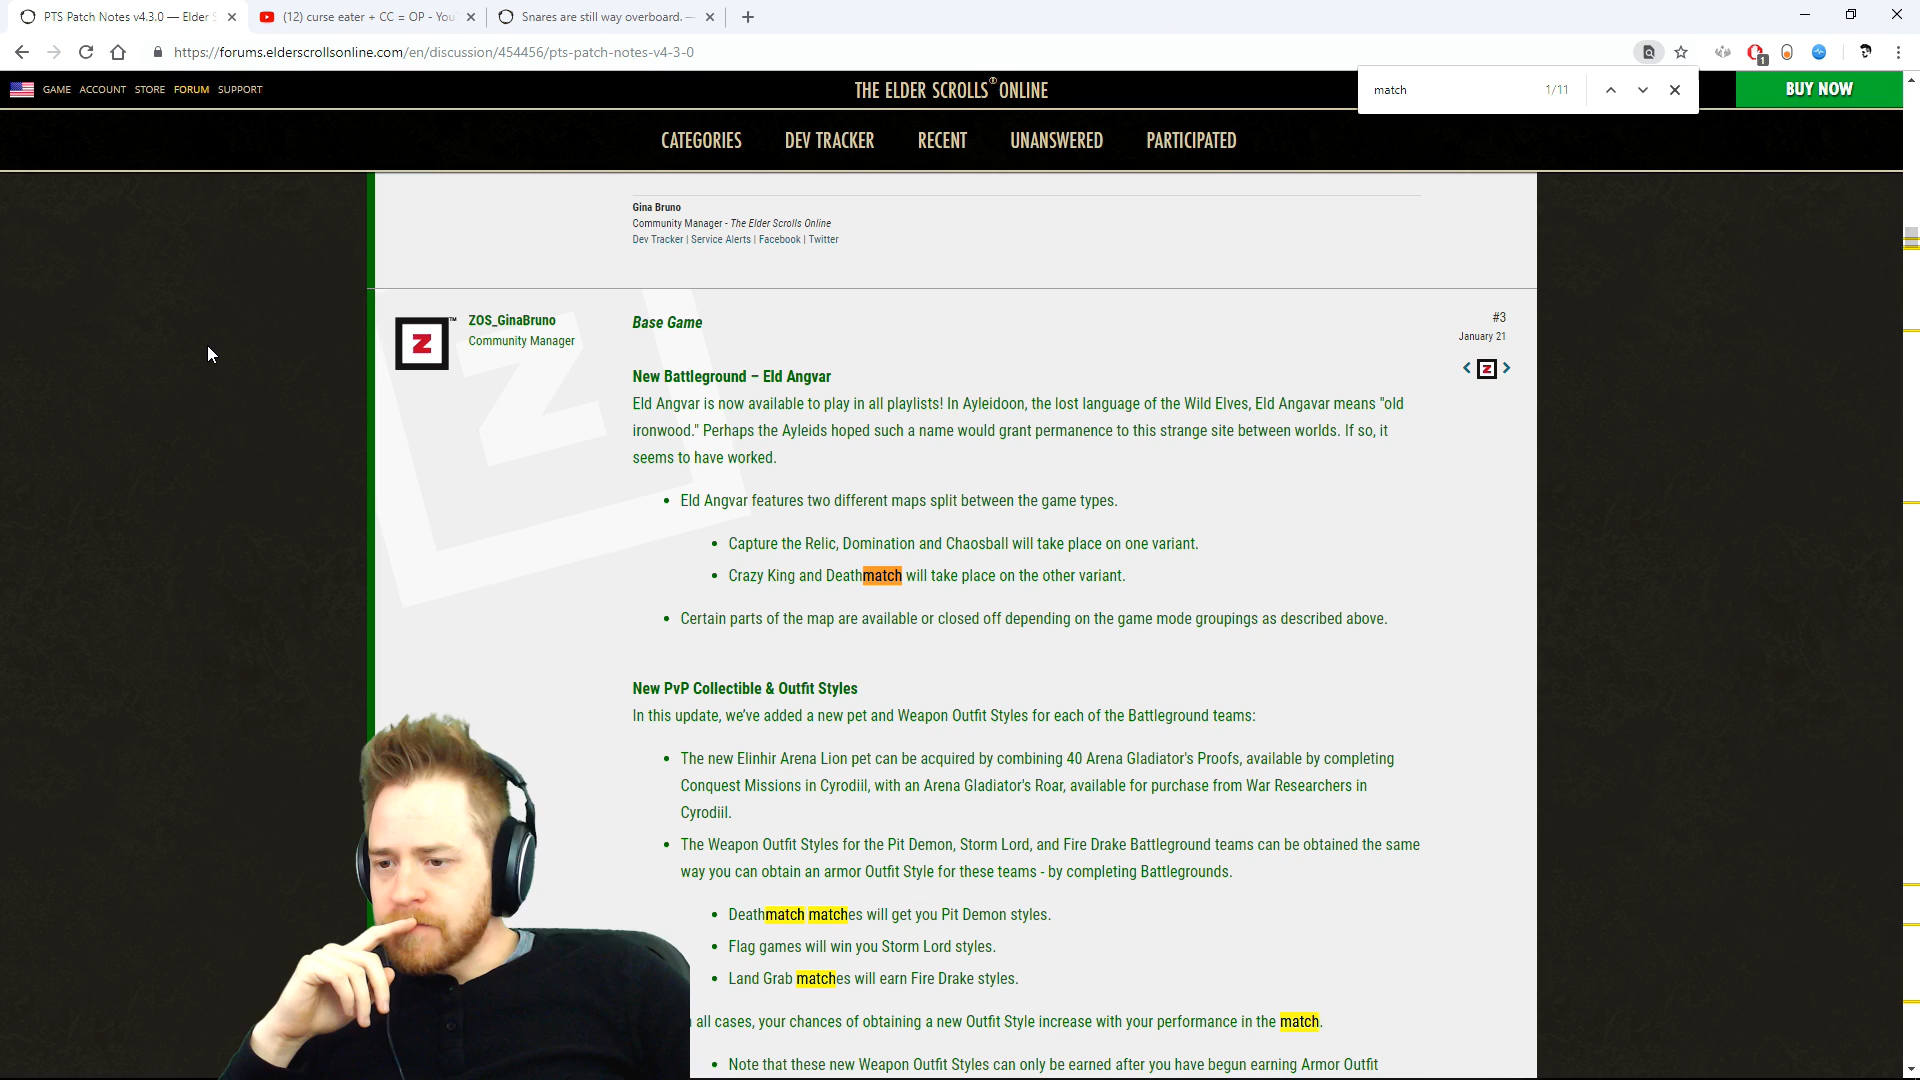 PTS Patch Notes v4.3.0 — Elder S
(12) curse eater + CC = OP - YouT
Snares are still way overboard. —
https://forums.elderscrollsonline.com/en/discussion/454456/pts-patch-notes-v4-3-0
1
match
1/11
GAME ACCOUNT STORE FORUM SUPPORT
THE ELDER SCROLLS® ONLINE
BUY NOW
CATEGORIES DEV TRACKER RECENT UNANSWERED PARTICIPATED
Gina Bruno
Community Manager - The Elder Scrolls Online
Dev Tracker | Service Alerts | Facebook | Twitter
Z ™
ZOS_GinaBruno
Community Manager
Base Game
#3
January 21
Z
New Battleground – Eld Angvar
Eld Angvar is now available to play in all playlists! In Ayleidoon, the lost language of the Wild Elves, Eld Angavar means "old
ironwood." Perhaps the Ayleids hoped such a name would grant permanence to this strange site between worlds. If so, it
seems to have worked.
• Eld Angvar features two different maps split between the game types.
• Capture the Relic, Domination and Chaosball will take place on one variant.
• Crazy King and Deathmatch will take place on the other variant.
• Certain parts of the map are available or closed off depending on the game mode groupings as described above.
New PvP Collectible & Outfit Styles
In this update, we've added a new pet and Weapon Outfit Styles for each of the Battleground teams:
• The new Elinhir Arena Lion pet can be acquired by combining 40 Arena Gladiator's Proofs, available by completing
Conquest Missions in Cyrodiil, with an Arena Gladiator's Roar, available for purchase from War Researchers in
Cyrodiil.
• The Weapon Outfit Styles for the Pit Demon, Storm Lord, and Fire Drake Battleground teams can be obtained the same
way you can obtain an armor Outfit Style for these teams - by completing Battlegrounds.
• Deathmatch matches will get you Pit Demon styles.
• Flag games will win you Storm Lord styles.
• Land Grab matches will earn Fire Drake styles.
all cases, your chances of obtaining a new Outfit Style increase with your performance in the match.
• Note that these new Weapon Outfit Styles can only be earned after you have begun earning Armor Outfit